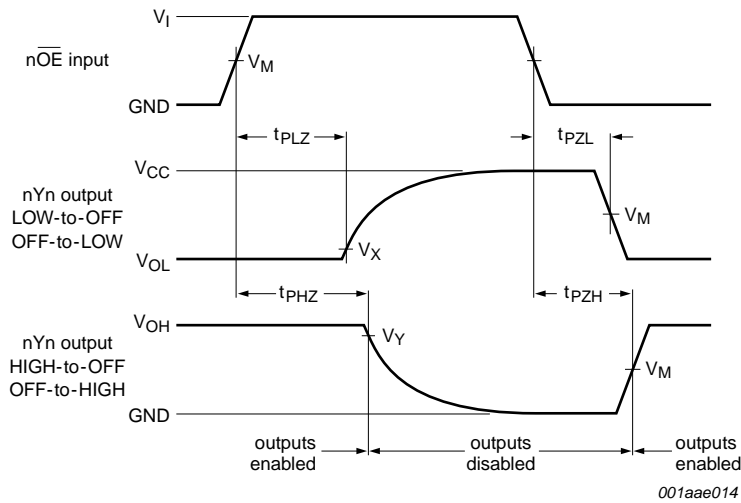 V_I
nOE input
V_M
GND
t_PLZ
t_PZL
V_CC
nYn output
LOW-to-OFF
OFF-to-LOW
V_M
V_X
V_OL
t_PHZ
t_PZH
V_OH
V_Y
nYn output
HIGH-to-OFF
OFF-to-HIGH
V_M
GND
outputs
enabled
outputs
disabled
outputs
enabled
001aae014